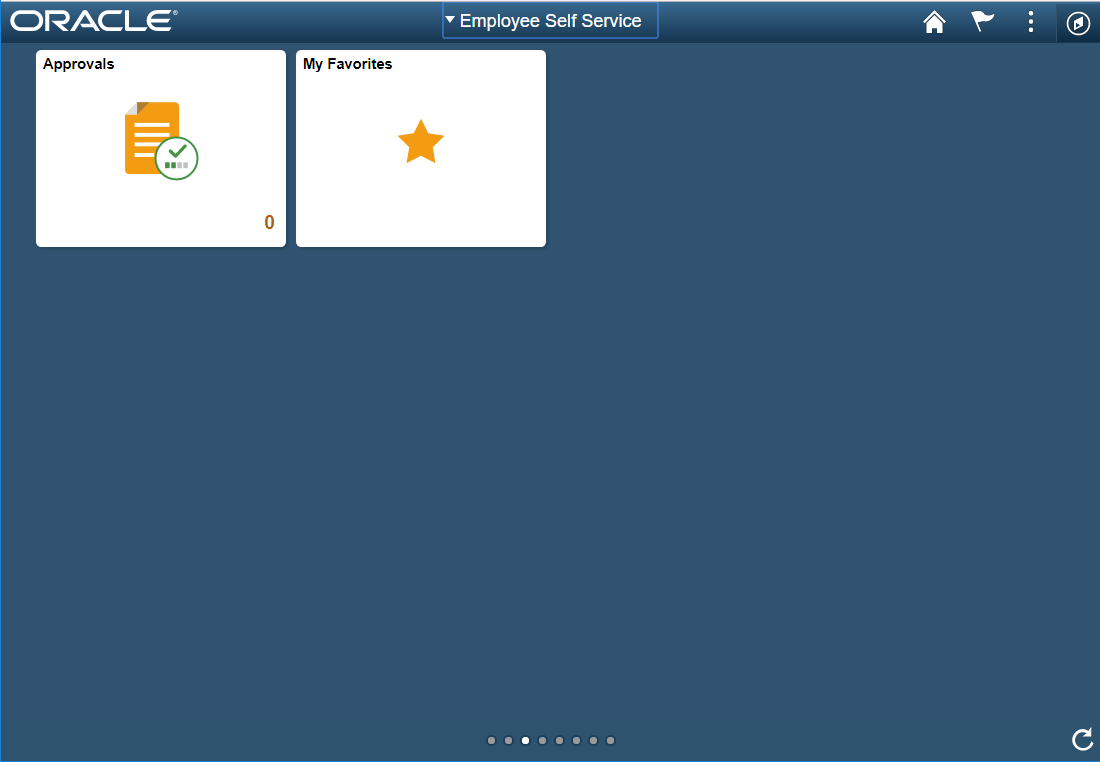 ORACLE®
Employee Self Service
Approvals
My Favorites
0